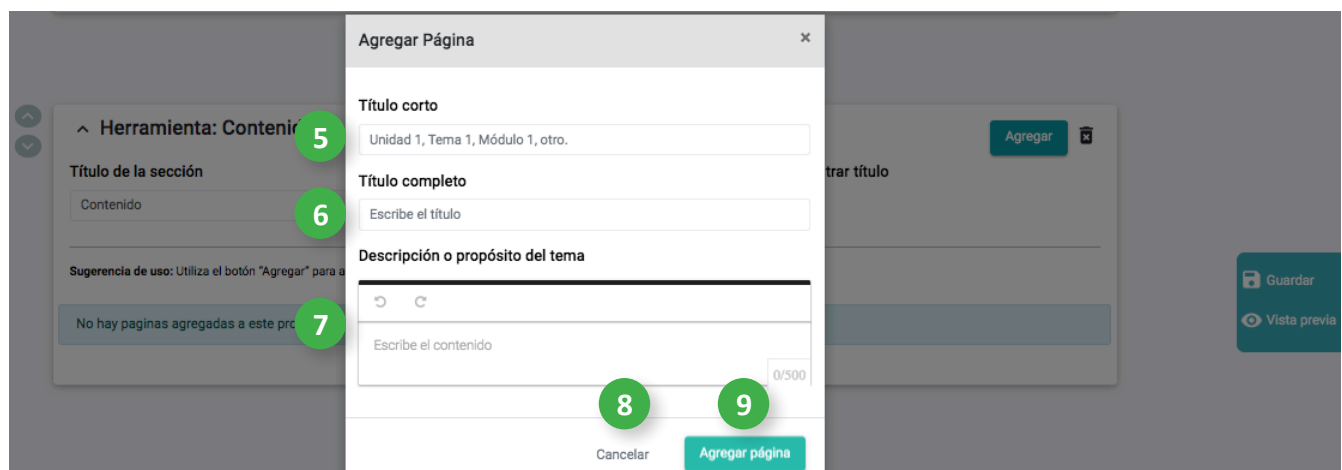 Agregar Página ×
Título corto
5
Unidad 1, Tema 1, Módulo 1, otro.
Título completo
6
Escribe el título
Descripción o propósito del tema
7
Escribe el contenido
0/500
8
9
Cancelar
Agregar página
Herramienta:
Agregar
Título de la sección
título
Contenido
Sugerencia de uso: Utiliza el botón "Agregar" para
No hay paginas agregadas a este
Guardar
Vista previa